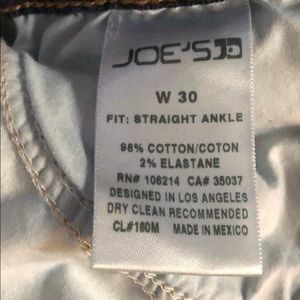 JOE'S
W 30
FIT: STRAIGHT ANKLE
98% COTTON/COTON
2% ELASTANE
RN# 106214 CA# 35037
DESIGNED IN LOS ANGELES
DRY CLEAN RECOMMENDED
CL#160M MADE IN MEXICO